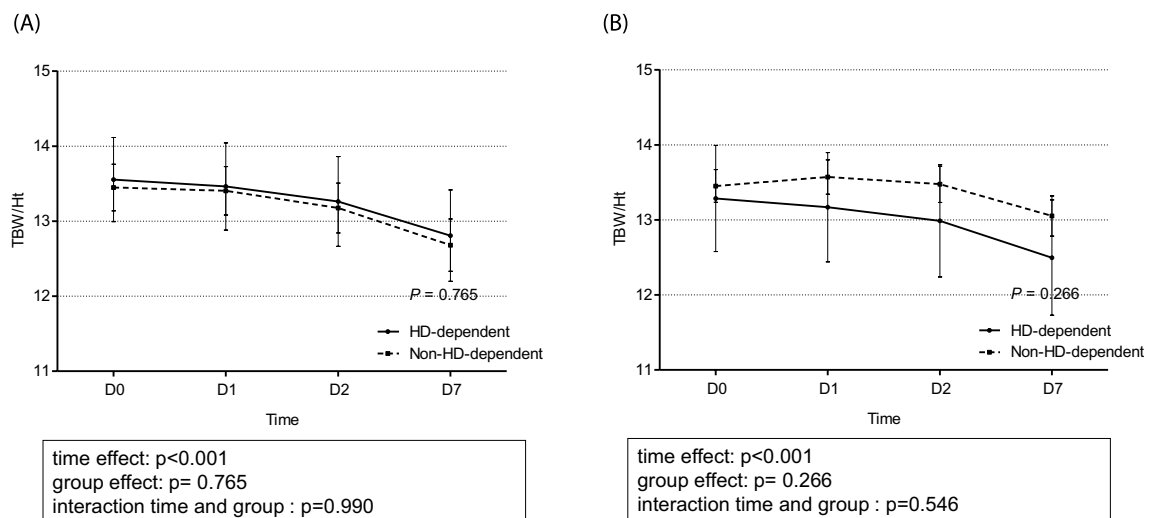 (A)
15
14
13
12
11
TBW/Ht
P = 0.765
HD-dependent
Non-HD-dependent
D0 D1 D2 D7
Time
time effect: p<0.001
group effect: p= 0.765
interaction time and group : p=0.990
(B)
15
14
13
12
11
TBW/Ht
P = 0.266
HD-dependent
Non-HD-dependent
D0 D1 D2 D7
Time
time effect: p<0.001
group effect: p= 0.266
interaction time and group : p=0.546